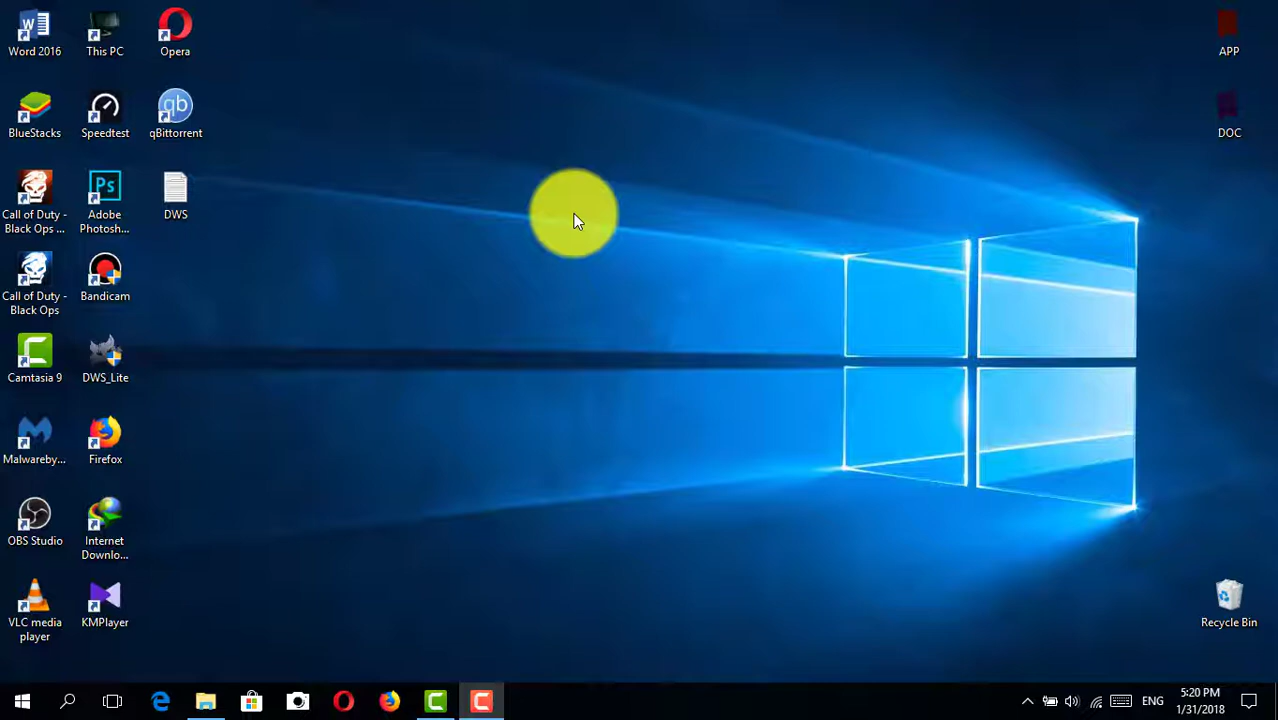 Word 2016
This PC
Opera
APP
BlueStacks
Speedtest
qb
qBittorrent
DOC
Call of Duty -
Black Ops ...
Ps
Adobe
Photosh...
DWS
Call of Duty -
Black Ops
Bandicam
Camtasia 9
DWS_Lite
Malwareby...
Firefox
OBS Studio
Internet
Downlo...
VLC media
player
KMPlayer
Recycle Bin
ENG
5:20 PM
1/31/2018